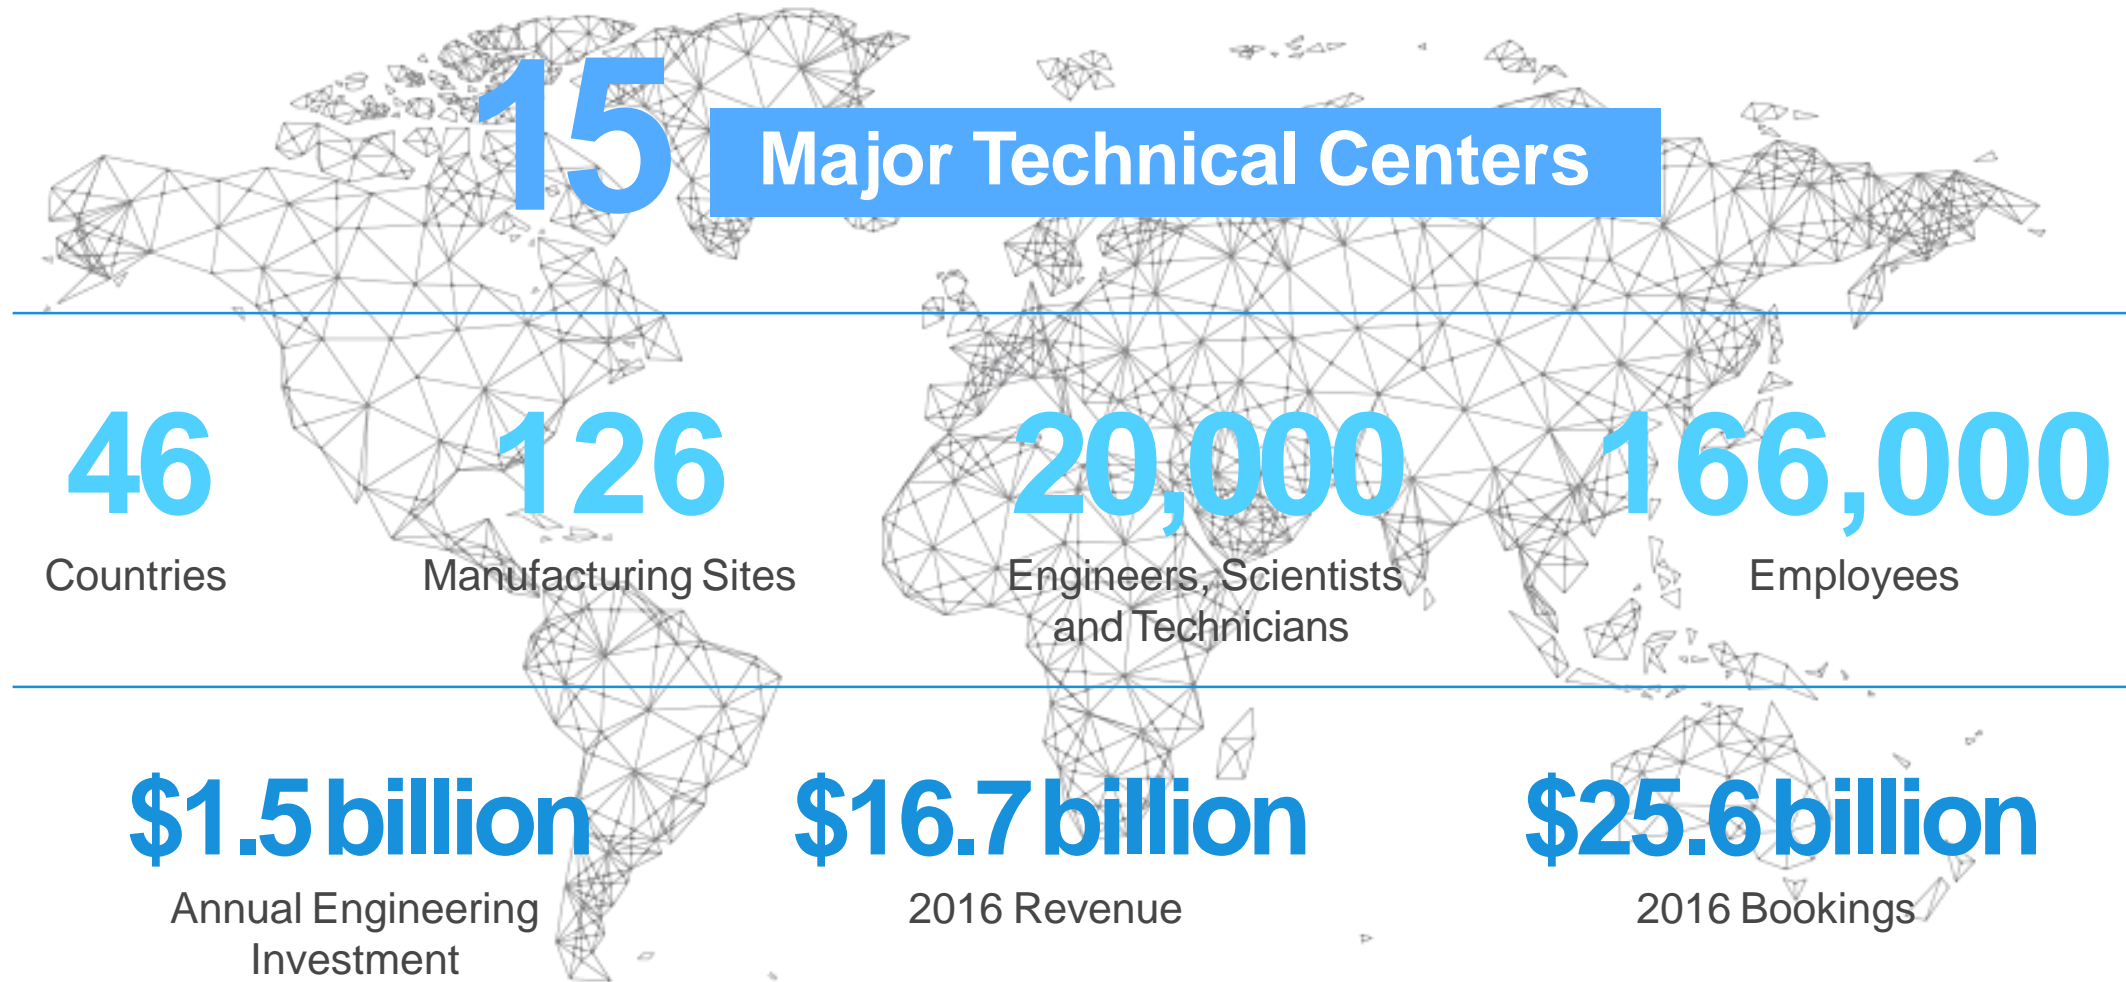 15 Major Technical Centers
46
Countries
126
Manufacturing Sites
20,000
Engineers, Scientists
and Technicians
166,000
Employees
$1.5 billion
Annual Engineering
Investment
$16.7 billion
2016 Revenue
$25.6 billion
2016 Bookings